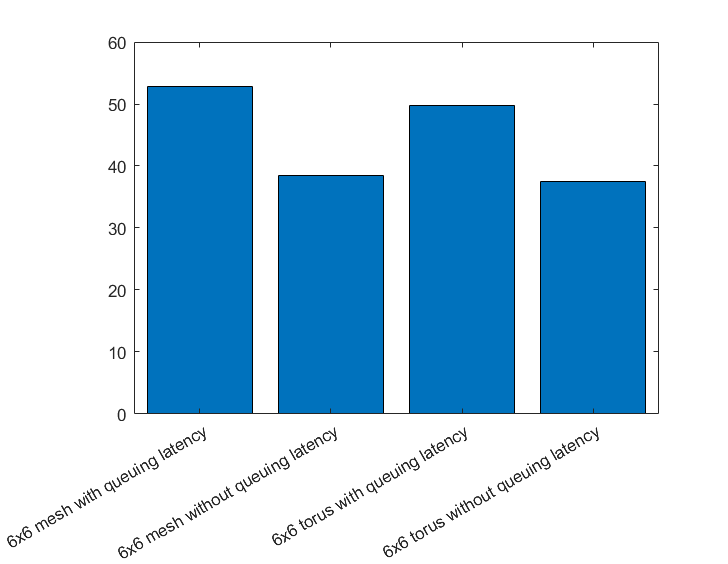 60
50
40
30
20
10
0
6x6 mesh with queuing latency
6x6 mesh without queuing latency
6x6 torus with queuing latency
6x6 torus without queuing latency